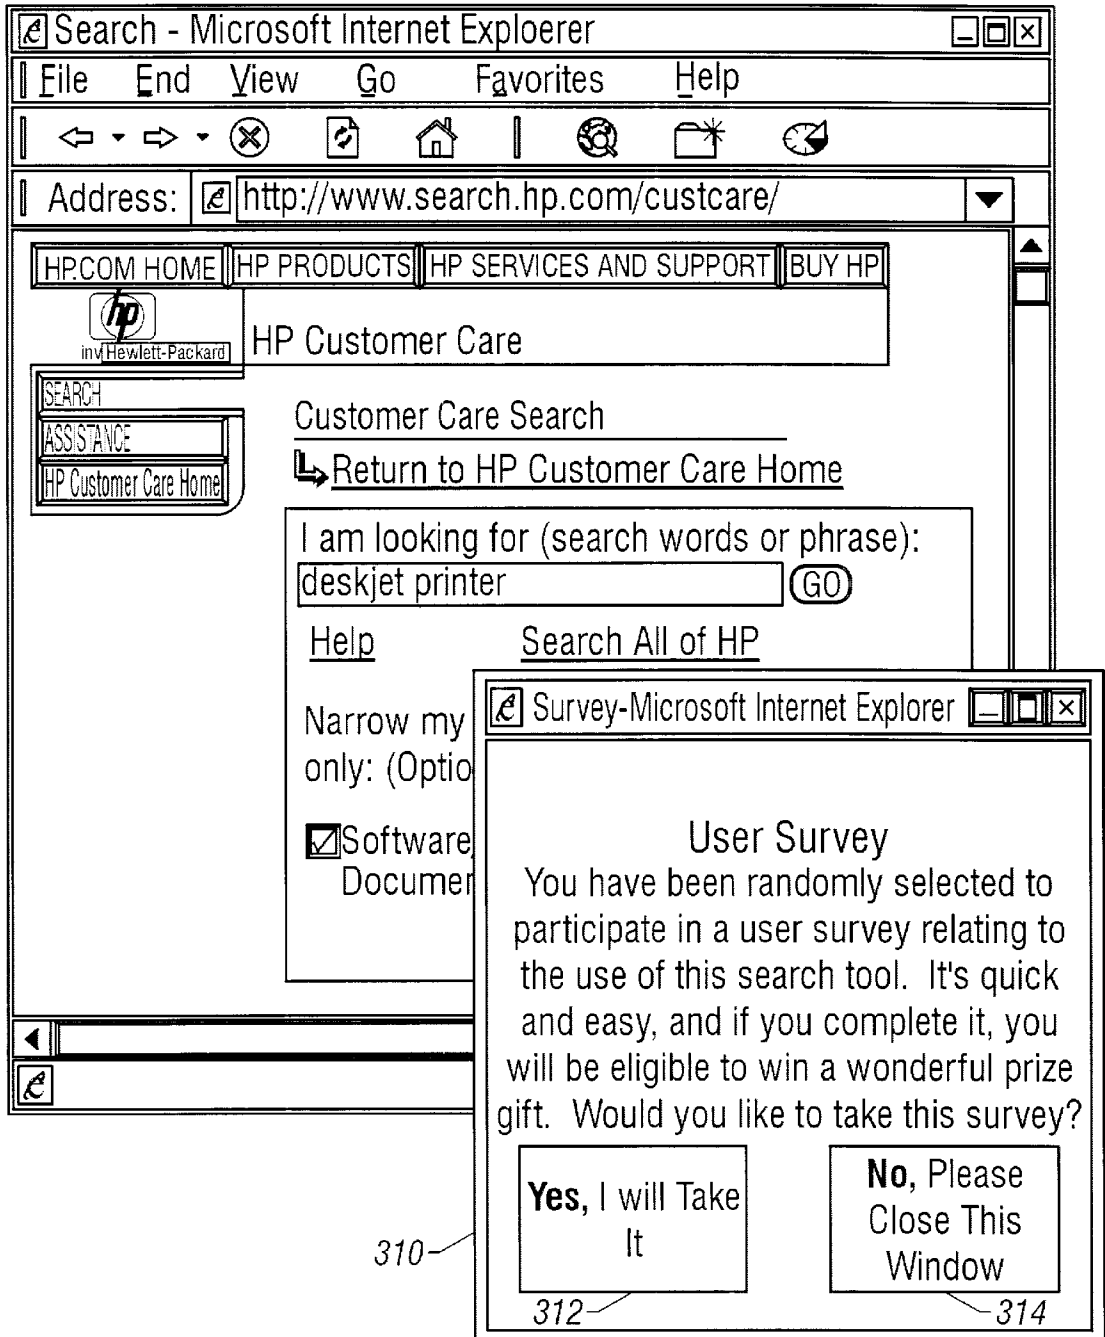 Search - Microsoft Internet Exploerer
File End View Go Favorites Help
Address: http://www.search.hp.com/custcare/
HP.COM HOME HP PRODUCTS HP SERVICES AND SUPPORT BUY HP
hp
inv Hewlett-Packard
HP Customer Care
SEARCH
ASSISTANCE
HP Customer Care Home
Customer Care Search
Return to HP Customer Care Home
I am looking for (search words or phrase):
deskjet printer GO
Help Search All of HP
Narrow my
only: (Optio
Software,
Documen
Survey-Microsoft Internet Explorer
User Survey
You have been randomly selected to
participate in a user survey relating to
the use of this search tool. It's quick
and easy, and if you complete it, you
will be eligible to win a wonderful prize
gift. Would you like to take this survey?
Yes, I will Take
It
No, Please
Close This
Window
310
312
314